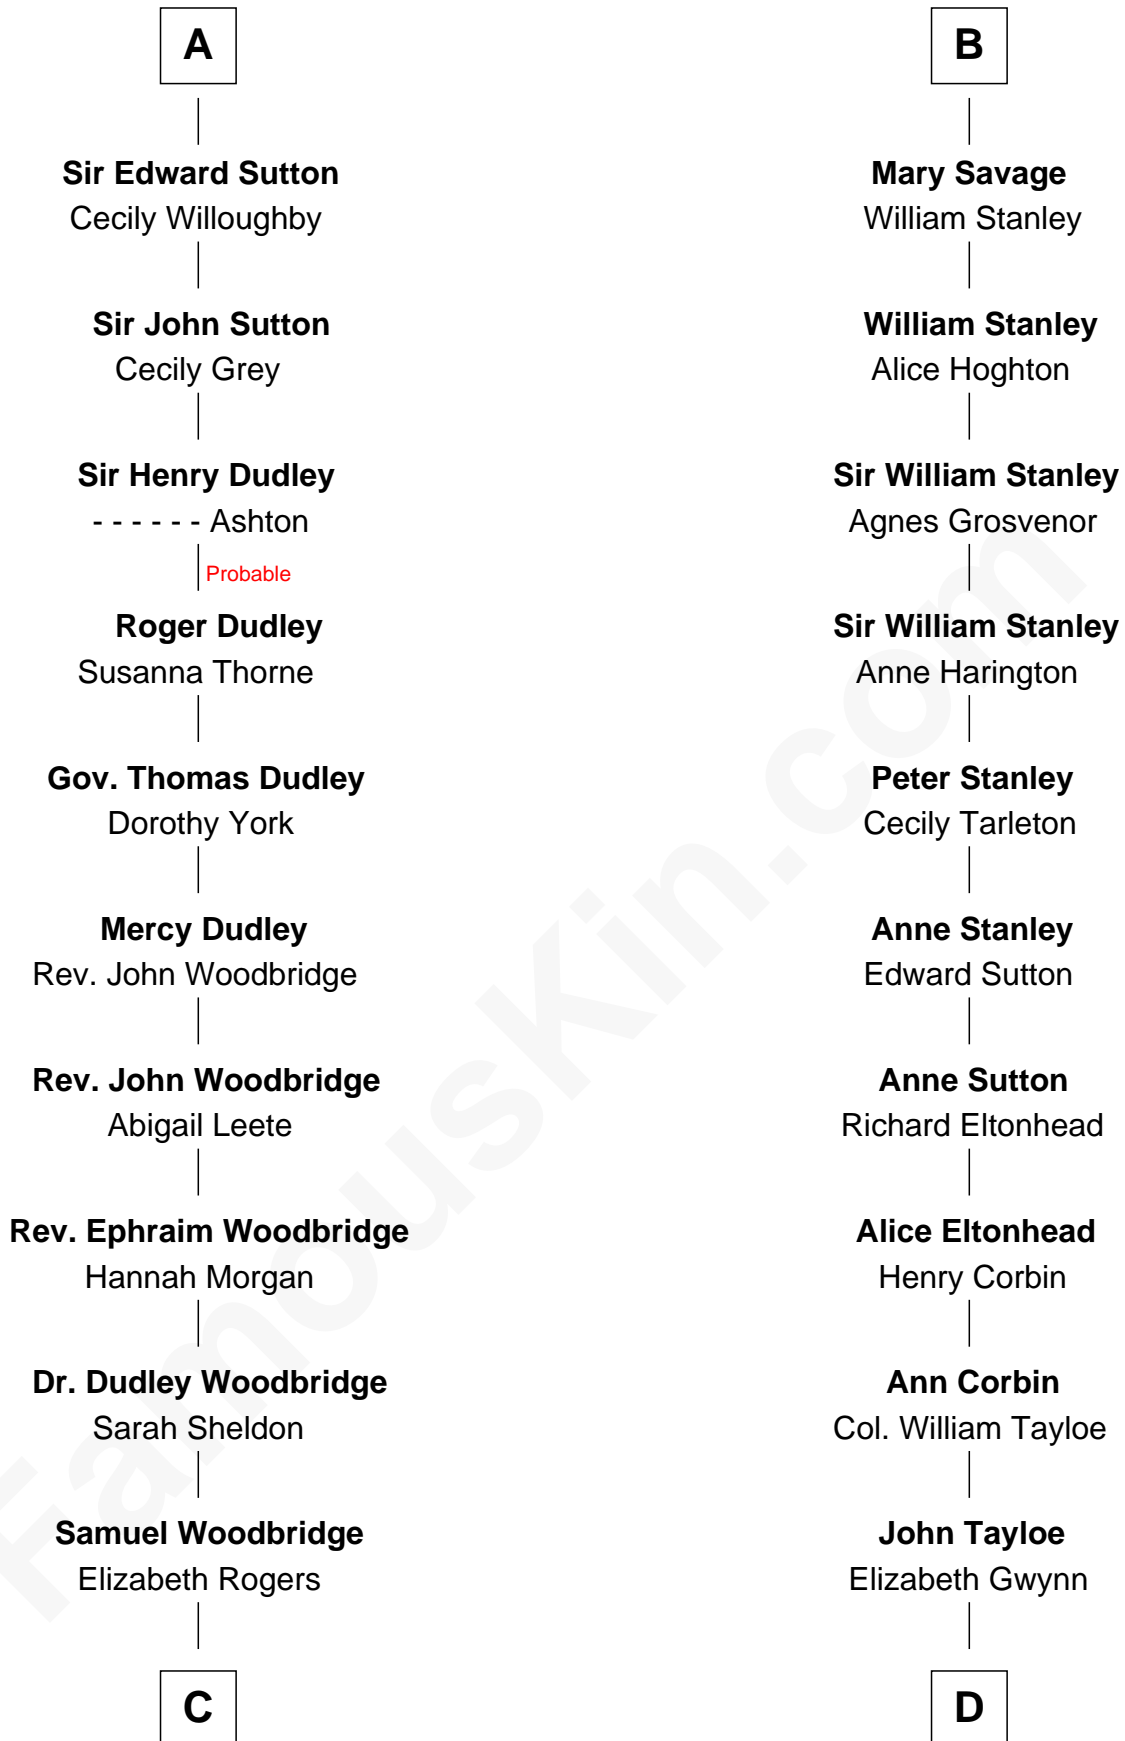 A
Sir Edward Sutton
Cecily Willoughby
Sir John Sutton
Cecily Grey
Sir Henry Dudley
- - - - - - Ashton
Probable
Roger Dudley
Susanna Thorne
Gov. Thomas Dudley
Dorothy York
Mercy Dudley
Rev. John Woodbridge
Rev. John Woodbridge
Abigail Leete
Rev. Ephraim Woodbridge
Hannah Morgan
Dr. Dudley Woodbridge
Sarah Sheldon
Samuel Woodbridge
Elizabeth Rogers
C
B
Mary Savage
William Stanley
William Stanley
Alice Hoghton
Sir William Stanley
Agnes Grosvenor
Sir William Stanley
Anne Harington
Peter Stanley
Cecily Tarleton
Anne Stanley
Edward Sutton
Anne Sutton
Richard Eltonhead
Alice Eltonhead
Henry Corbin
Ann Corbin
Col. William Tayloe
John Tayloe
Elizabeth Gwynn
D
FamousKin.com